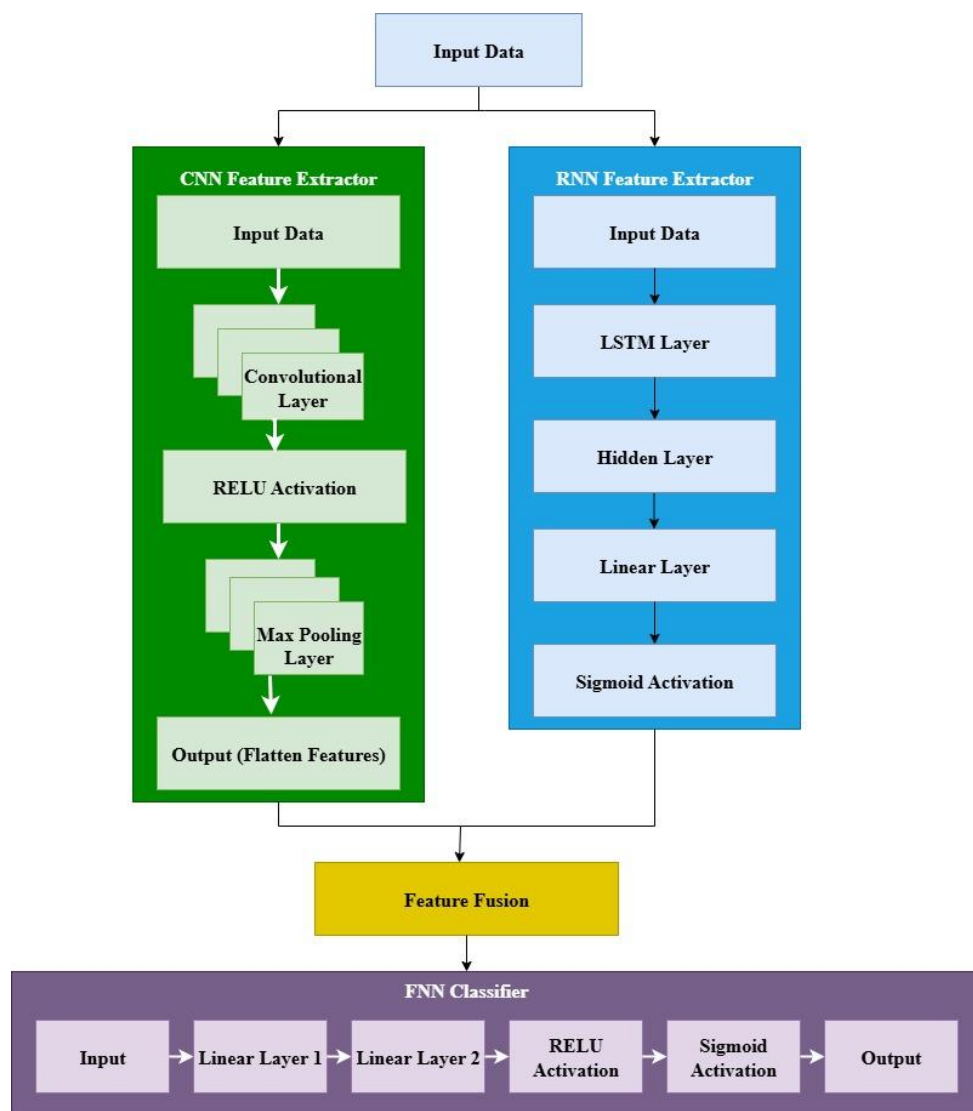 Input Data
CNN Feature Extractor
Input Data
Convolutional
Layer
RELU Activation
Max Pooling
Layer
Output (Flatten Features)
RNN Feature Extractor
Input Data
LSTM Layer
Hidden Layer
Linear Layer
Sigmoid Activation
Feature Fusion
FNN Classifier
Input
Linear Layer 1
Linear Layer 2
RELU
Activation
Sigmoid
Activation
Output